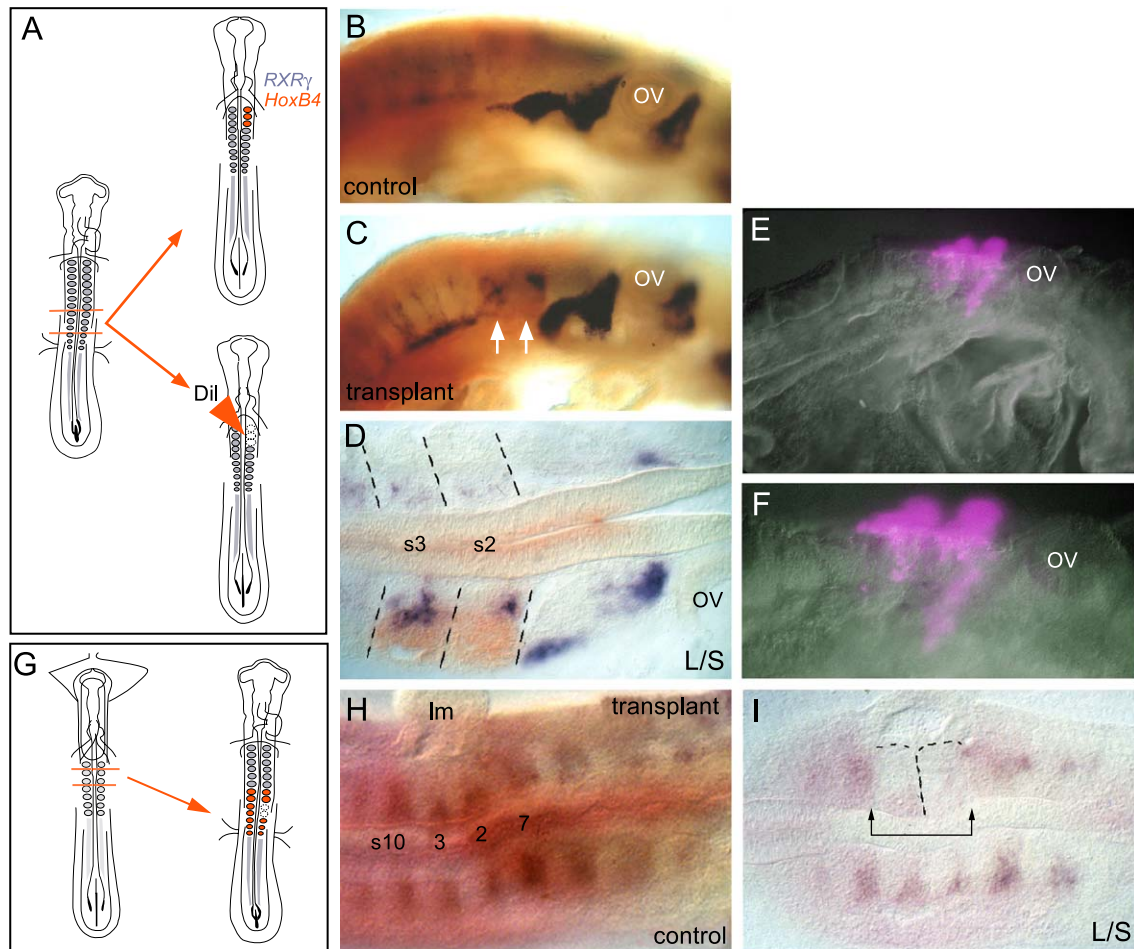 A
RXRγ
HoxB4
DiI
B
OV
control
C
OV
transplant
D
s3
s2
OV
L/S
E
OV
F
OV
G
H
lm
transplant
s10
3
2
7
control
I
L/S